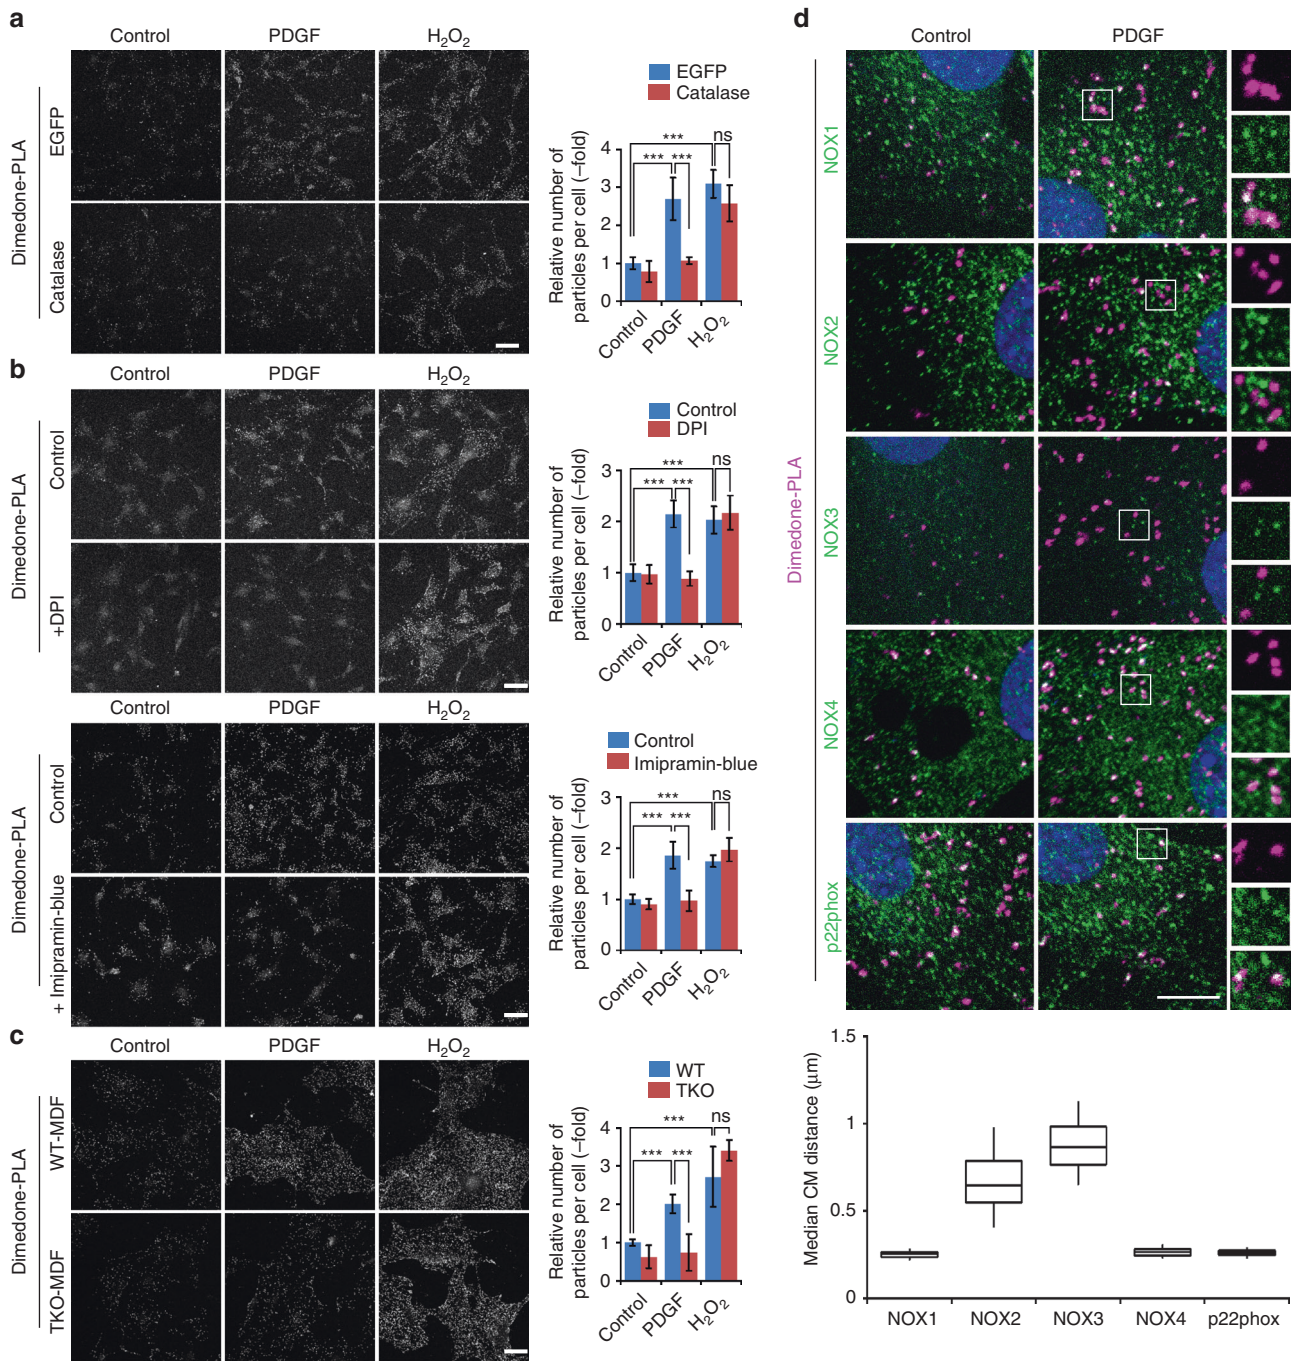 a
Control PDGF H₂O₂
Dimedone-PLA
EGFP
Catalase
EGFP
Catalase
Relative number of
particles per cell (–fold)
4
3
2
1
0
*** *** *** ns
Control PDGF H₂O₂
b
Control PDGF H₂O₂
Dimedone-PLA
Control
+DPI
Control
DPI
Relative number of
particles per cell (–fold)
3
2
1
0
*** *** *** ns
Control PDGF H₂O₂
Control PDGF H₂O₂
Dimedone-PLA
Control
+ Imipramin-blue
Control
Imipramin-blue
Relative number of
particles per cell (–fold)
3
2
1
0
*** *** *** ns
Control PDGF H₂O₂
c
Control PDGF H₂O₂
Dimedone-PLA
WT-MDF
TKO-MDF
WT
TKO
Relative number of
particles per cell (–fold)
4
3
2
1
0
*** *** *** ns
Control PDGF H₂O₂
d
Control PDGF
Dimedone-PLA
NOX1
NOX2
NOX3
NOX4
p22phox
Median CM distance (µm)
1.5
1
0.5
0
NOX1 NOX2 NOX3 NOX4 p22phox